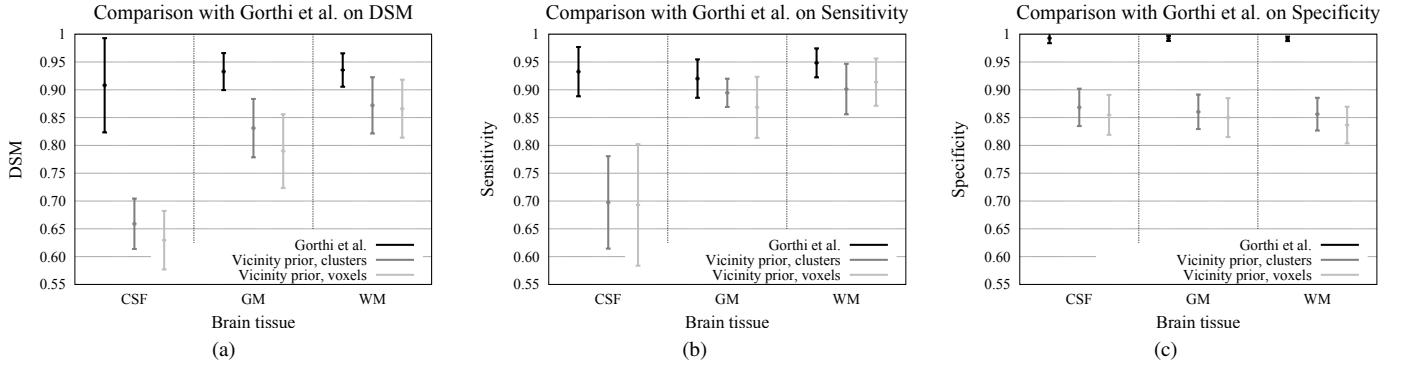 Comparison with Gorthi et al. on DSM
1
0.95
0.90
0.85
0.80
0.75
0.70
0.65
0.60
0.55
DSM
Gorthi et al.
Vicinity prior, clusters
Vicinity prior, voxels
CSF GM WM
Brain tissue
(a)
Comparison with Gorthi et al. on Sensitivity
1
0.95
0.90
0.85
0.80
0.75
0.70
0.65
0.60
0.55
Sensitivity
Gorthi et al.
Vicinity prior, clusters
Vicinity prior, voxels
CSF GM WM
Brain tissue
(b)
Comparison with Gorthi et al. on Specificity
1
0.95
0.90
0.85
0.80
0.75
0.70
0.65
0.60
0.55
Specificity
Gorthi et al.
Vicinity prior, clusters
Vicinity prior, voxels
CSF GM WM
Brain tissue
(c)